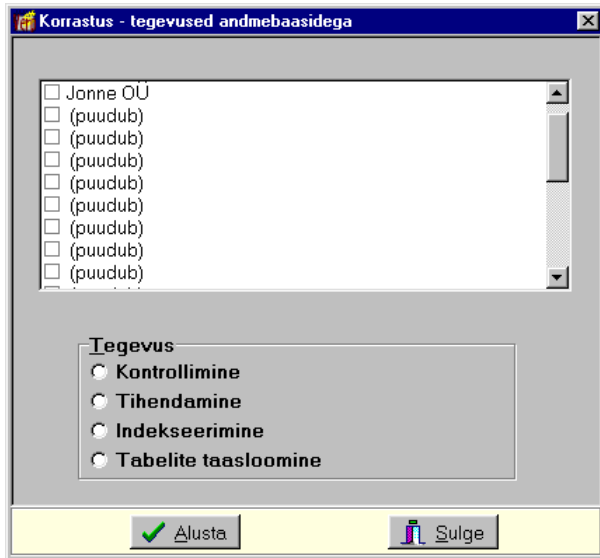 Korrastus - tegevused andmebaasidega
Jonne OÜ
(puudub)
(puudub)
(puudub)
(puudub)
(puudub)
(puudub)
(puudub)
(puudub)
Tegevus
Kontrollimine
Tihendamine
Indekseerimine
Tabelite taasloomine
Alusta
Sulge